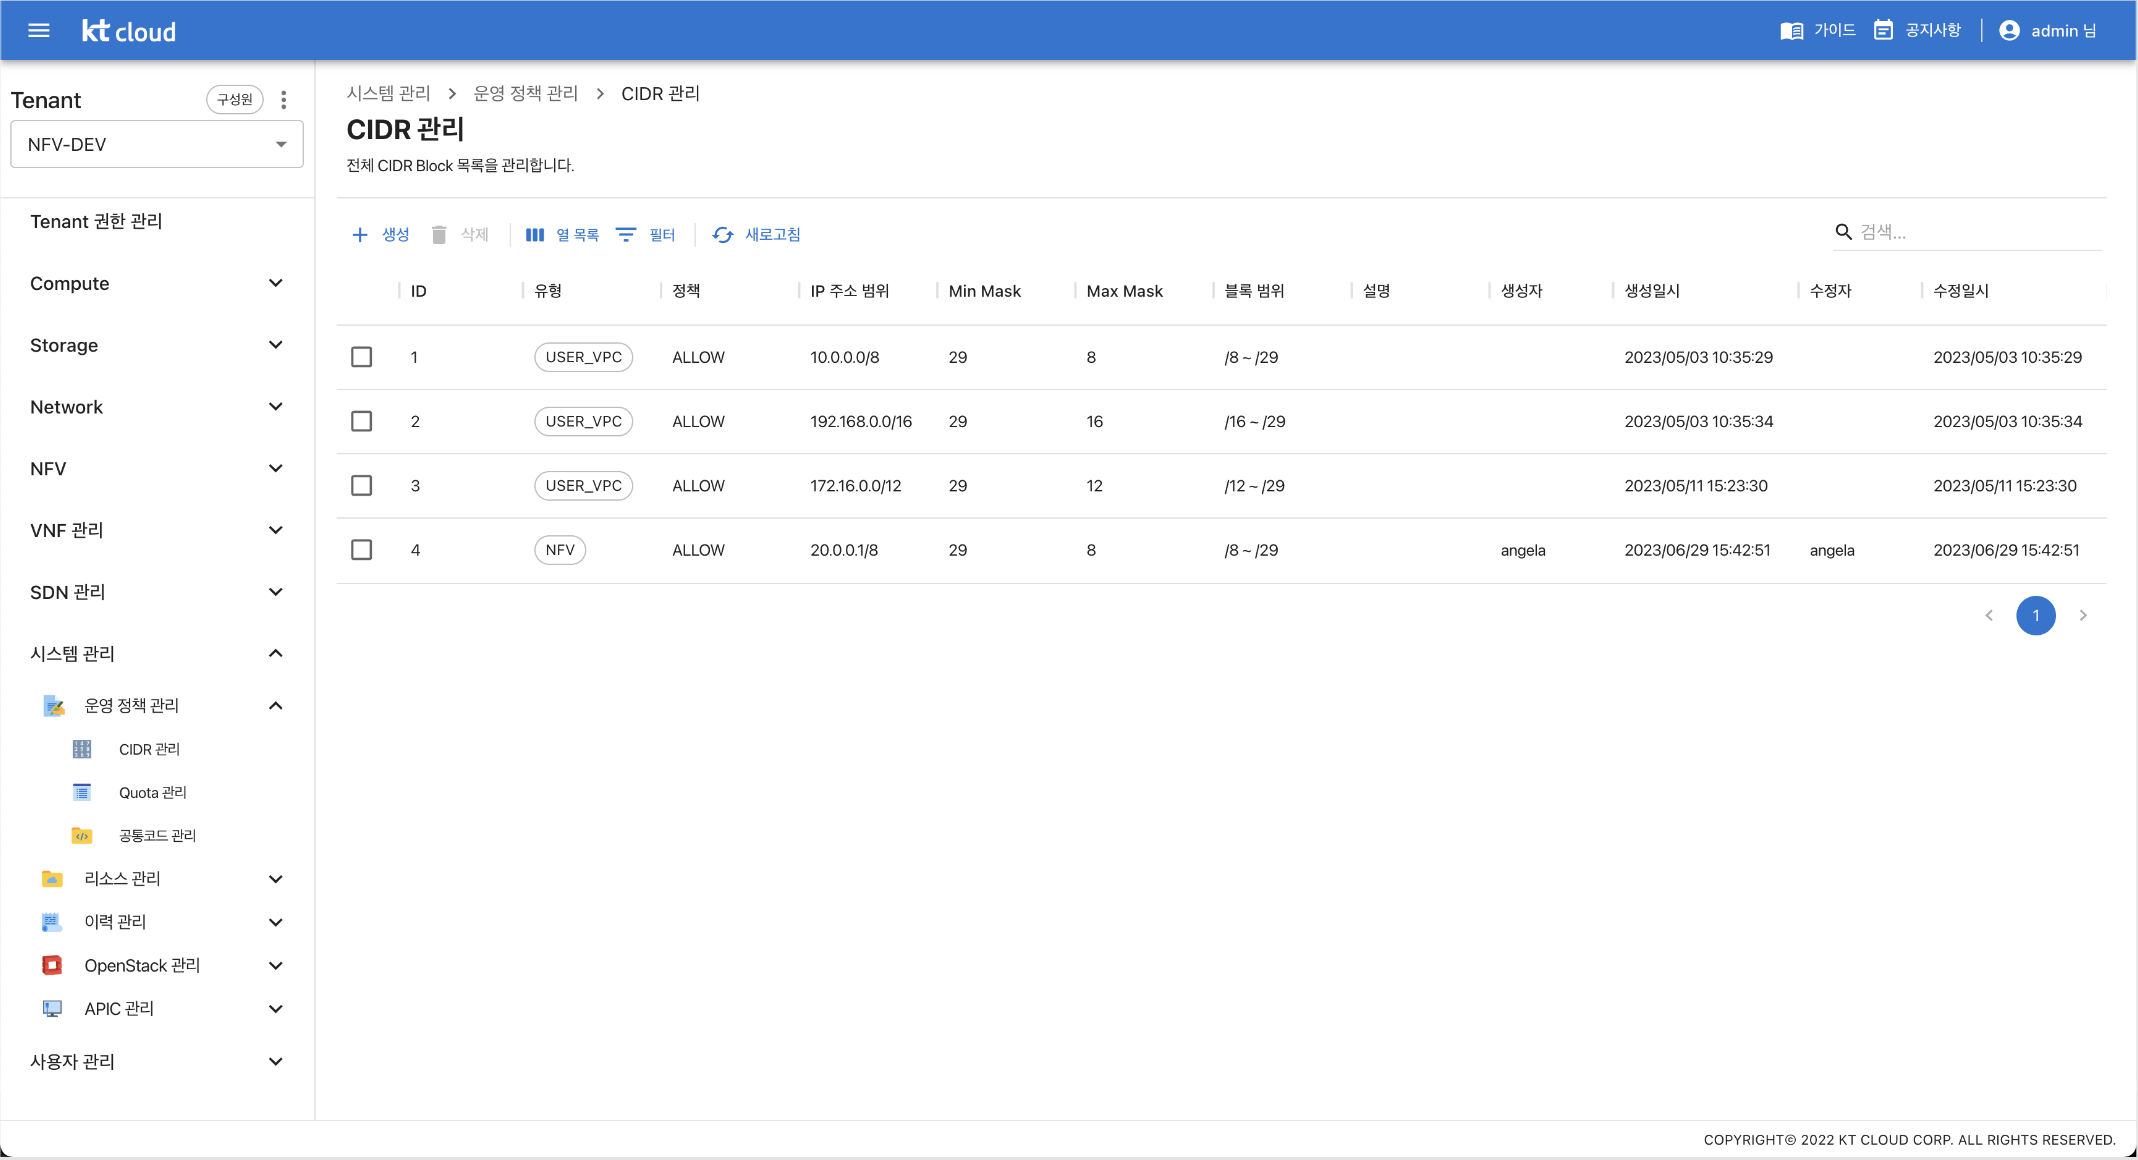 kt cloud
가이드 공지사항 admin 님
Tenant 구성원
NFV-DEV
Tenant 권한 관리
Compute
Storage
Network
NFV
VNF 관리
SDN 관리
시스템 관리
운영 정책 관리
CIDR 관리
Quota 관리
공통코드 관리
리소스 관리
이력 관리
OpenStack 관리
APIC 관리
사용자 관리
시스템 관리 > 운영 정책 관리 > CIDR 관리
CIDR 관리
전체 CIDR Block 목록을 관리합니다.
생성 삭제 열 목록 필터 새로고침 검색...
ID 유형 정책 IP 주소 범위 Min Mask Max Mask 블록 범위 설명 생성자 생성일시 수정자 수정일시
1 USER_VPC ALLOW 10.0.0.0/8 29 8 /8 ~ /29 2023/05/03 10:35:29 2023/05/03 10:35:29
2 USER_VPC ALLOW 192.168.0.0/16 29 16 /16 ~ /29 2023/05/03 10:35:34 2023/05/03 10:35:34
3 USER_VPC ALLOW 172.16.0.0/12 29 12 /12 ~ /29 2023/05/11 15:23:30 2023/05/11 15:23:30
4 NFV ALLOW 20.0.0.1/8 29 8 /8 ~ /29 angela 2023/06/29 15:42:51 angela 2023/06/29 15:42:51
1
COPYRIGHT© 2022 KT CLOUD CORP. ALL RIGHTS RESERVED.